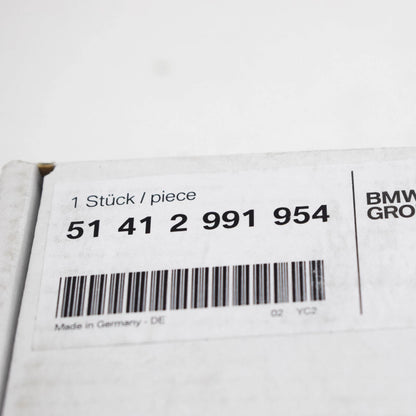 1 Stück / piece
51 41 2 991 954
BMW
GRO
Made in Germany - DE 02 YC2